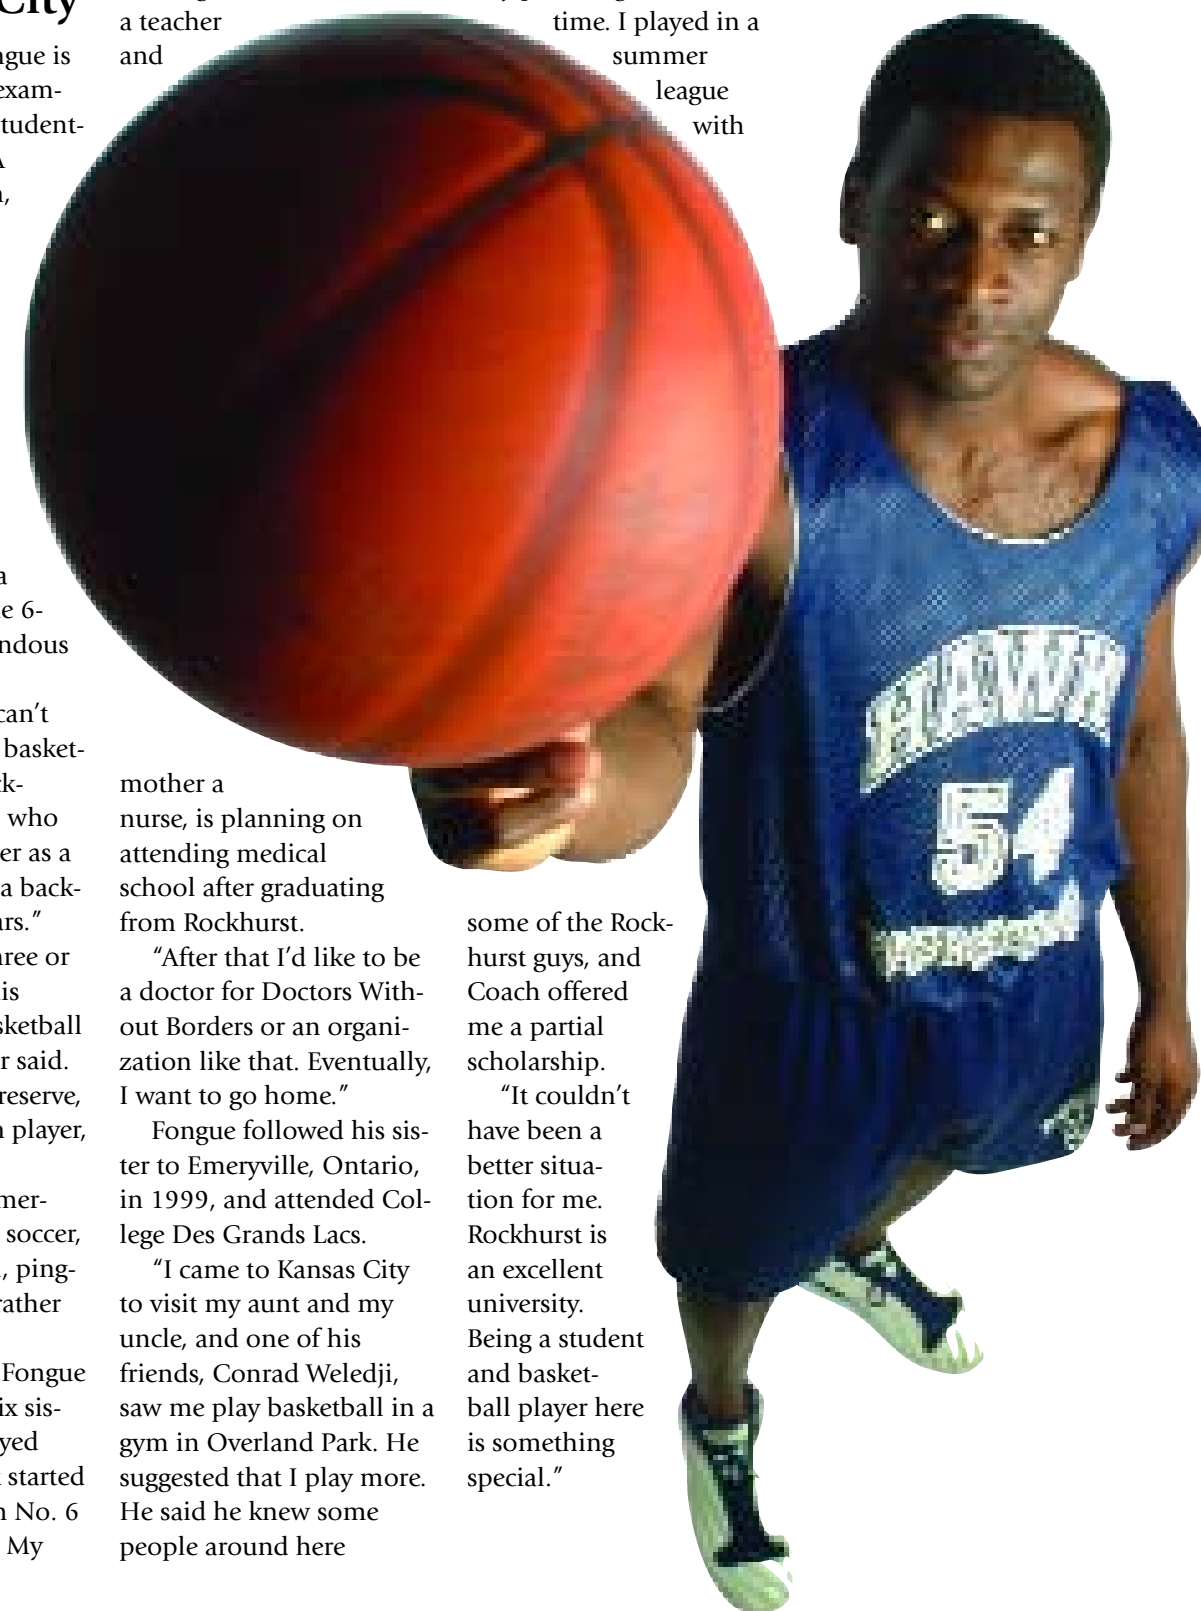 City
ngue is
exam-
tudent-
a
e 6-
ndous
can't
basket-
ck-
who
er as a
a back-
ars."
hree or
is
sketball
r said.
reserve,
n player,
mer-
soccer,
, ping-
rather
Fongue
ix sis-
yed
started
n No. 6
My
a teacher
and
mother a
nurse, is planning on
attending medical
school after graduating
from Rockhurst.
“After that I’d like to be
a doctor for Doctors With-
out Borders or an organi-
zation like that. Eventually,
I want to go home.”
Fongue followed his sis-
ter to Emeryville, Ontario,
in 1999, and attended Col-
lege Des Grands Lacs.
“I came to Kansas City
to visit my aunt and my
uncle, and one of his
friends, Conrad Weledji,
saw me play basketball in a
gym in Overland Park. He
suggested that I play more.
He said he knew some
people around here
time. I played in a
summer
league
with
some of the Rock-
hurst guys, and
Coach offered
me a partial
scholarship.
“It couldn’t
have been a
better situa-
tion for me.
Rockhurst is
an excellent
university.
Being a student
and basket-
ball player here
is something
special.”
HAWK
54